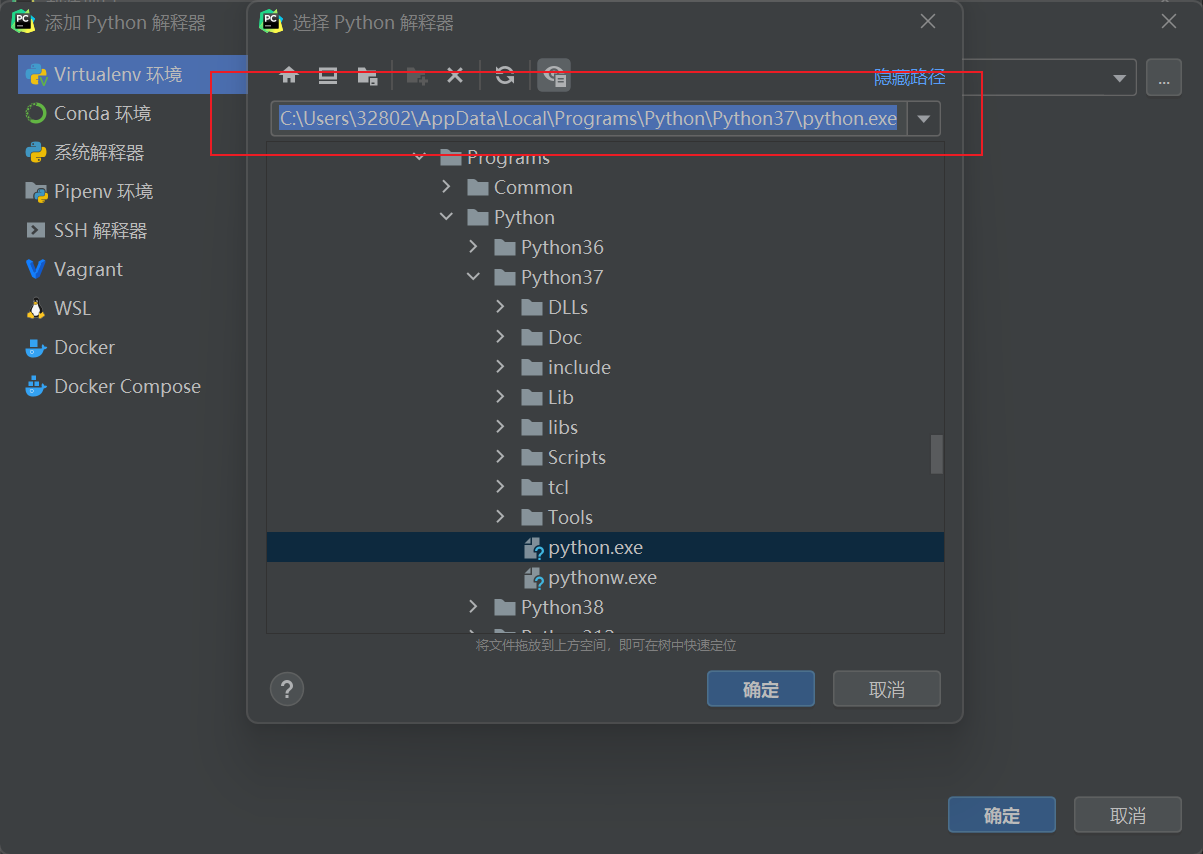 添加 Python 解释器
选择 Python 解释器
Virtualenv 环境
Conda 环境
系统解释器
Pipenv 环境
SSH 解释器
Vagrant
WSL
Docker
Docker Compose
隐藏路径
...
C:\Users\32802\AppData\Local\Programs\Python\Python37\python.exe
Programs
Common
Python
Python36
Python37
DLLs
Doc
include
Lib
libs
Scripts
tcl
Tools
python.exe
pythonw.exe
Python38
Python312
将文件拖放到上方空间，即可在树中快速定位
?
确定
取消
确定
取消